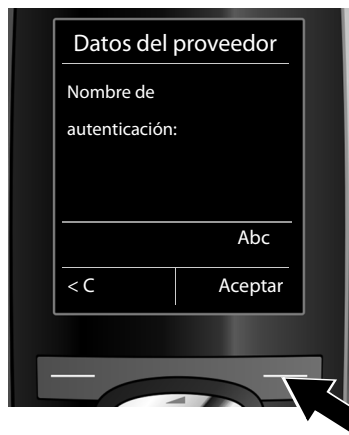 Datos del proveedor
Nombre de
autenticación:
Abc
< C
Aceptar